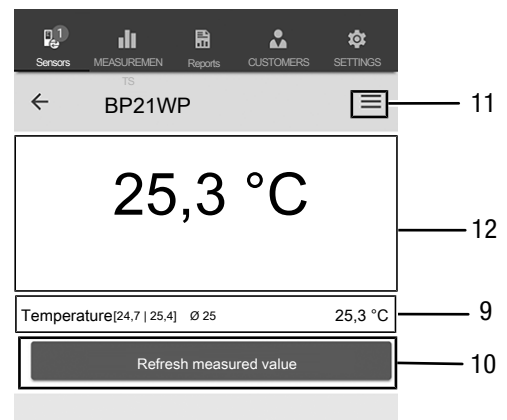 1
Sensors MEASUREMEN Reports CUSTOMERS SETTINGS
TS
BP21WP
11
25,3 °C
12
Temperature[24,7 | 25,4] Ø 25 25,3 °C
9
Refresh measured value
10